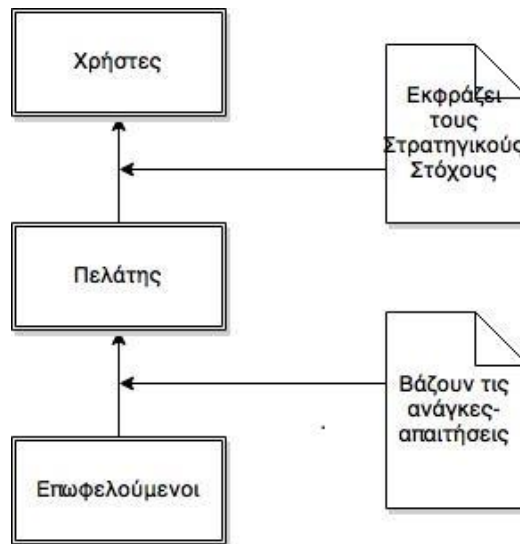 Χρήστες
Εκφράζει
τους
Στρατηγικούς
Στόχους
Πελάτης
Βάζουν τις
ανάγκες-
απαιτήσεις
Επωφελούμενοι